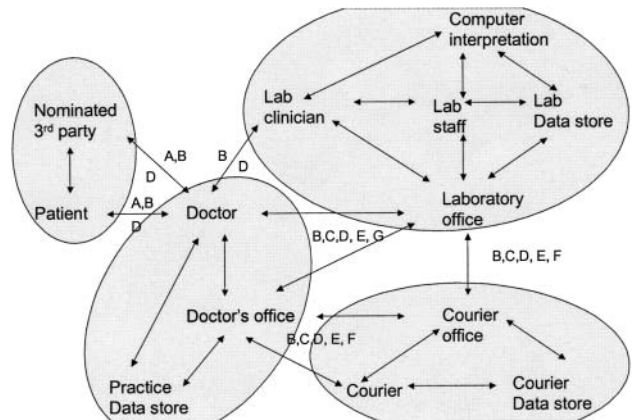 Computer
interpretation
Nominated
3rd party
Lab
clinician
Lab
staff
Lab
Data store
A,B
D
B
D
Patient
A,B
D
Doctor
Laboratory
office
B,C,D, E, G
B,C,D, E, F
Doctor's office
B,C,D, E, F
Courier
office
Practice
Data store
Courier
Courier
Data store